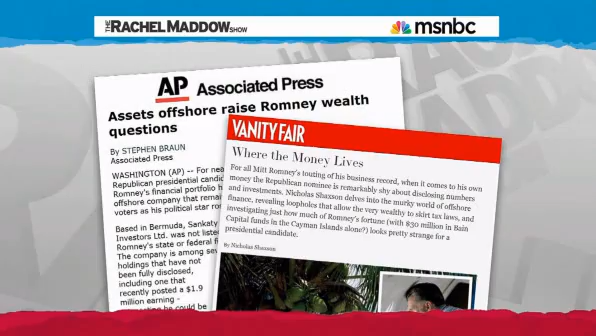 THE RACHEL MADDOW SHOW
msnbc
AP Associated Press
Assets offshore raise Romney wealth
questions
By STEPHEN BRAUN
Associated Press
WASHINGTON (AP) -- For nea
Republican presidential candid
Romney's financial portfolio h
offshore company that remai
voters as his political star ro
Based in Bermuda, Sankaty
Investors Ltd. was not liste
Romney's state or federal fi
The company is among sev
holdings that have not
been fully disclosed,
including one that
recently posted a $1.9
million earning -
could be
VANITY FAIR
Where the Money Lives
For all Mitt Romney's touting of his business record, when it comes to his own
money the Republican nominee is remarkably shy about disclosing numbers
and investments. Nicholas Shaxson delves into the murky world of offshore
finance, revealing loopholes that allow the very wealthy to skirt tax laws, and
investigating just how much of Romney's fortune (with $30 million in Bain
Capital funds in the Cayman Islands alone?) looks pretty strange for a
presidential candidate.
By Nicholas Shaxson